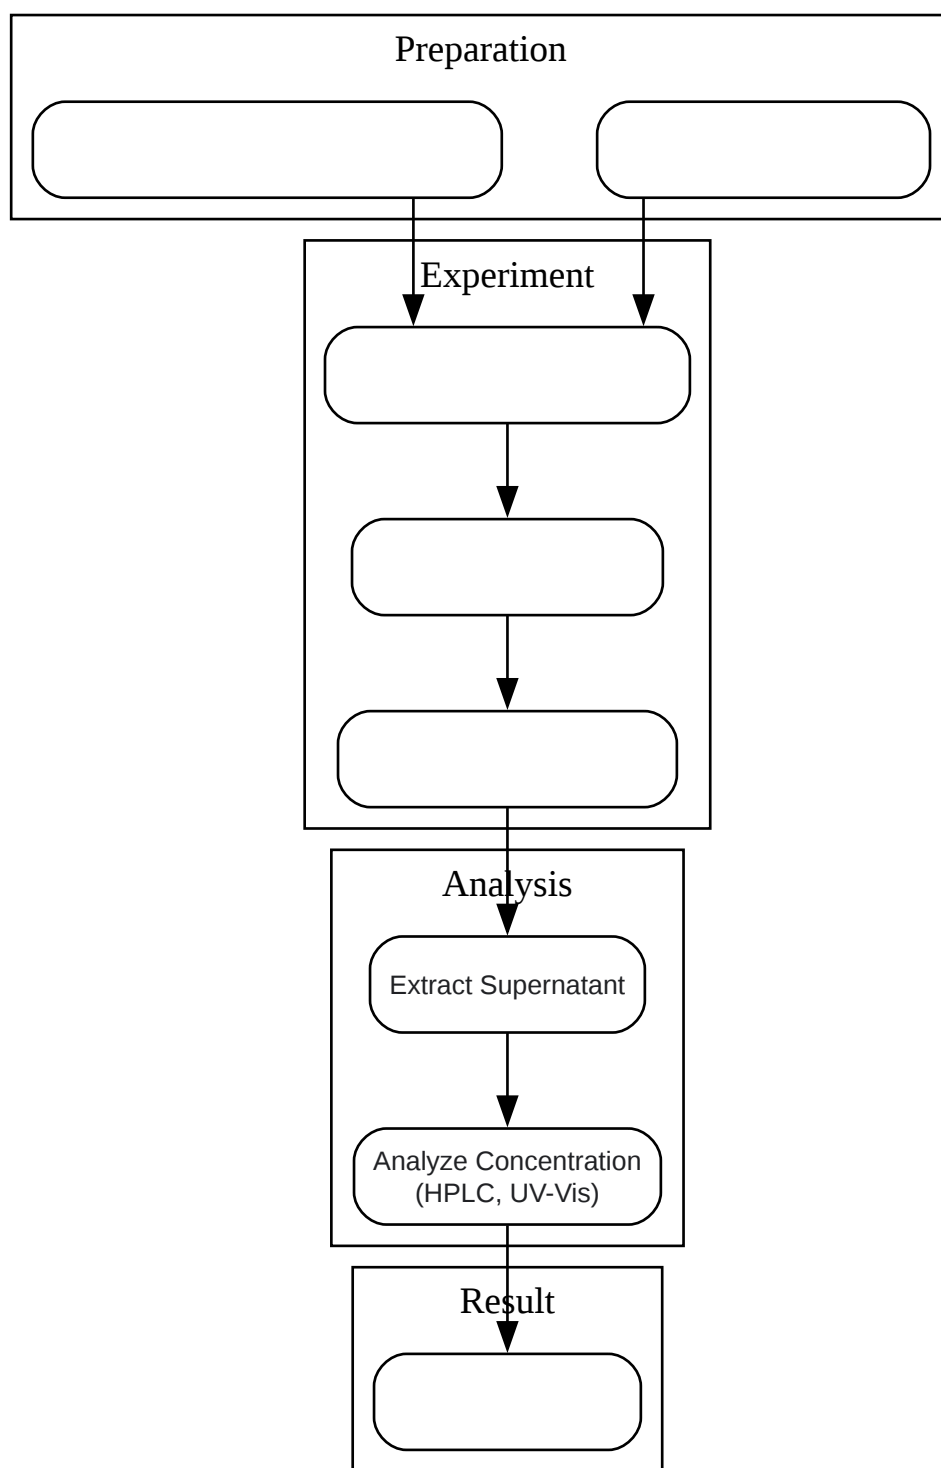 Preparation
Experiment
Analysis
Extract Supernatant
Analyze Concentration
(HPLC, UV-Vis)
Result